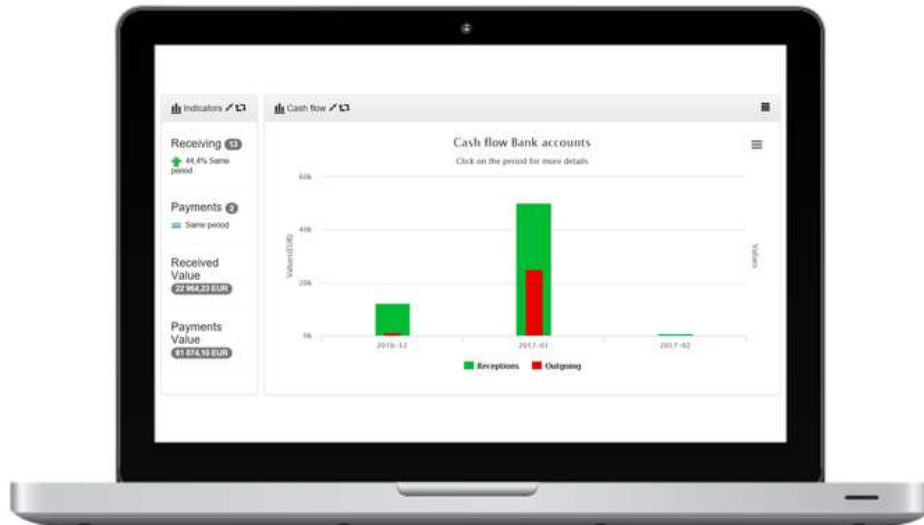 Indicators
Receiving 13
44,4% Same
period
Payments 2
Same period
Received
Value
22 964,23 EUR
Payments
Value
81 074,10 EUR
Cash flow
Cash flow Bank accounts
Click on the period for more details
60k
40k
20k
0k
Values(EUR)
Values
2016-12
2017-01
2017-02
Receptions
Outgoing